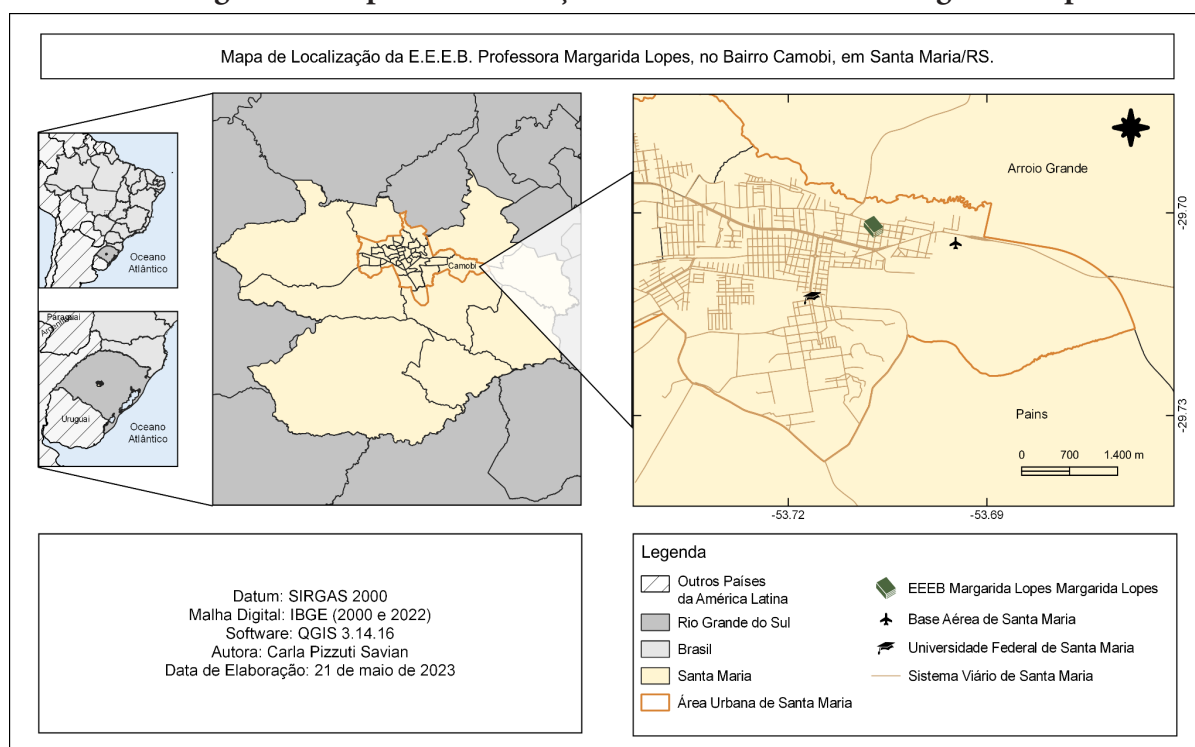 Mapa de Localização da E.E.E.B. Professora Margarida Lopes, no Bairro Camobi, em Santa Maria/RS.
Oceano
Atlântico
Paraguai
Argentina
Uruguai
Oceano
Atlântico
Camobi
Arroio Grande
Pains
0 700 1.400 m
-29.70
-29.73
-53.72
-53.69
Datum: SIRGAS 2000
Malha Digital: IBGE (2000 e 2022)
Software: QGIS 3.14.16
Autora: Carla Pizzuti Savian
Data de Elaboração: 21 de maio de 2023
Legenda
Outros Países
da América Latina
Rio Grande do Sul
Brasil
Santa Maria
Área Urbana de Santa Maria
EEEB Margarida Lopes Margarida Lopes
Base Aérea de Santa Maria
Universidade Federal de Santa Maria
Sistema Viário de Santa Maria